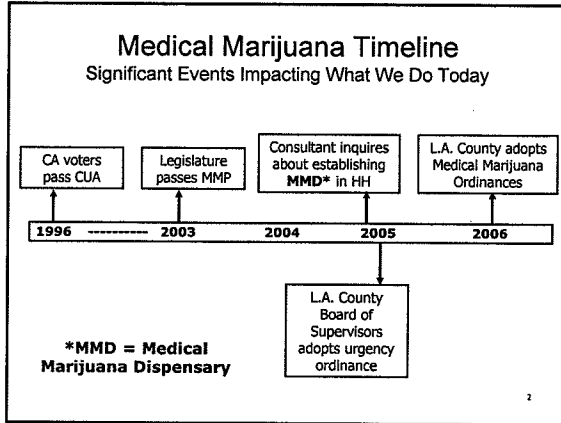 Medical Marijuana Timeline
Significant Events Impacting What We Do Today
CA voters
pass CUA
Legislature
passes MMP
Consultant inquires
about establishing
MMD* in HH
L.A. County adopts
Medical Marijuana
Ordinances
1996 ---------- 2003 2004 2005 2006
L.A. County
Board of
Supervisors
adopts urgency
ordinance
*MMD = Medical
Marijuana Dispensary
2